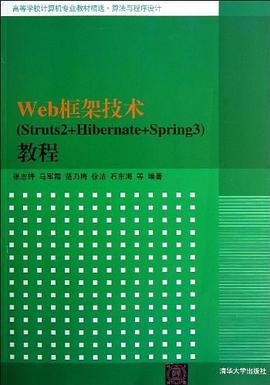 高等学校计算机专业教材精选·算法与程序设计
Web框架技术
(Struts2+Hibernate+Spring3)
教程
张志锋 马军霞 范乃梅 徐洁 石东海 等 编著
清华大学出版社